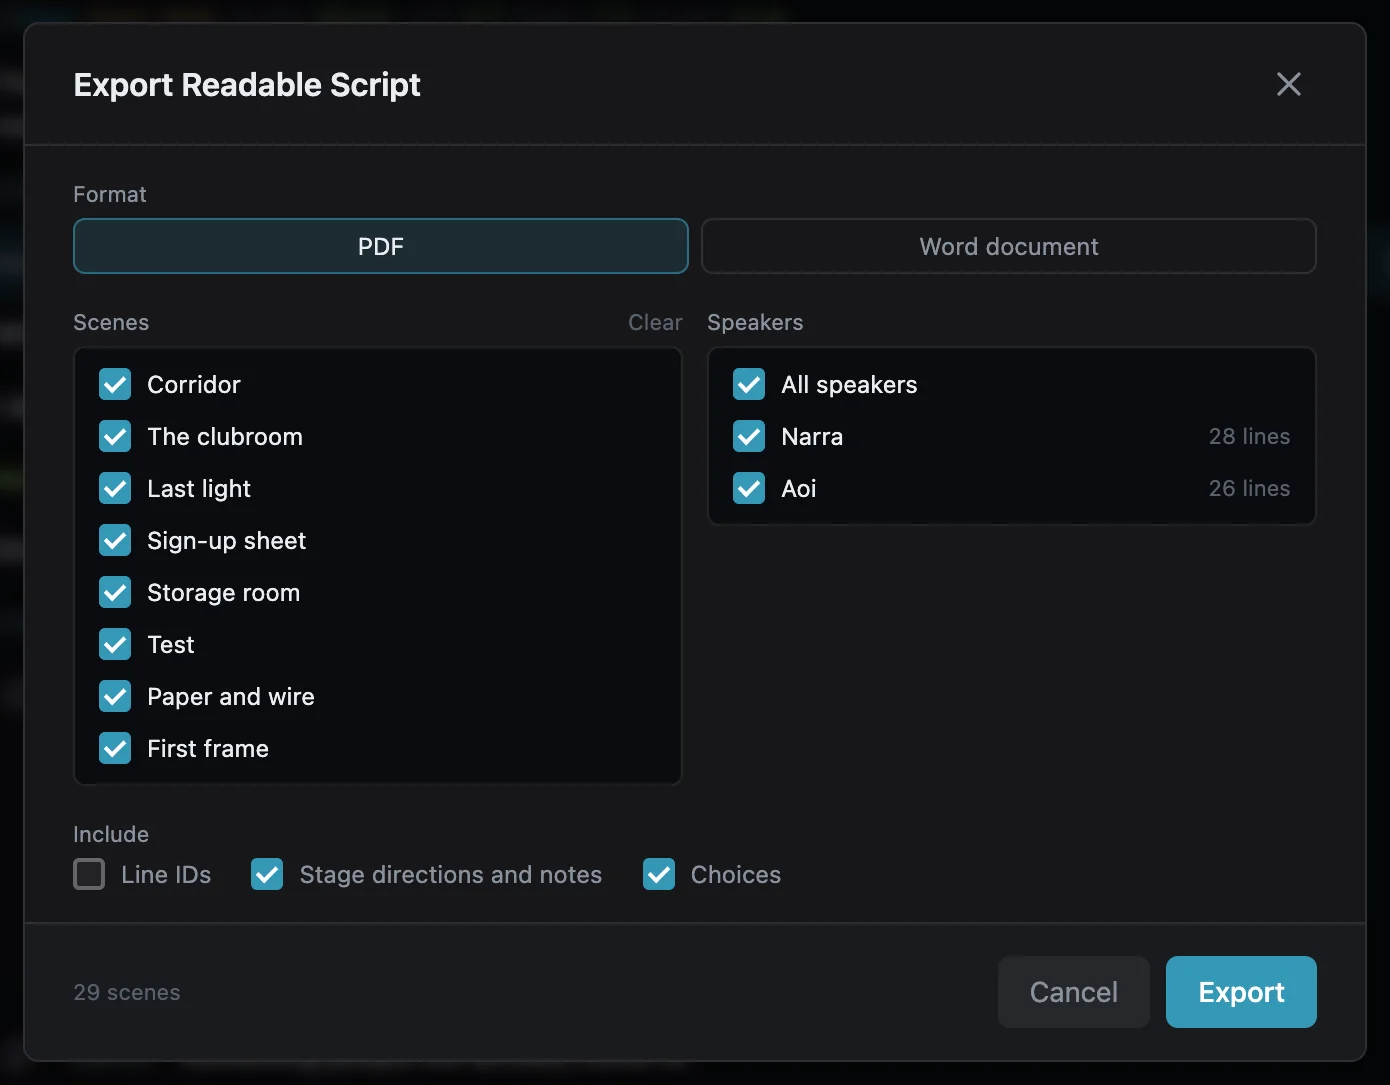 Export Readable Script
Format
PDF
Word document
Scenes
Clear
Corridor
The clubroom
Last light
Sign-up sheet
Storage room
Test
Paper and wire
First frame
Speakers
All speakers
Narra 28 lines
Aoi 26 lines
Include
Line IDs
Stage directions and notes
Choices
29 scenes
Cancel
Export